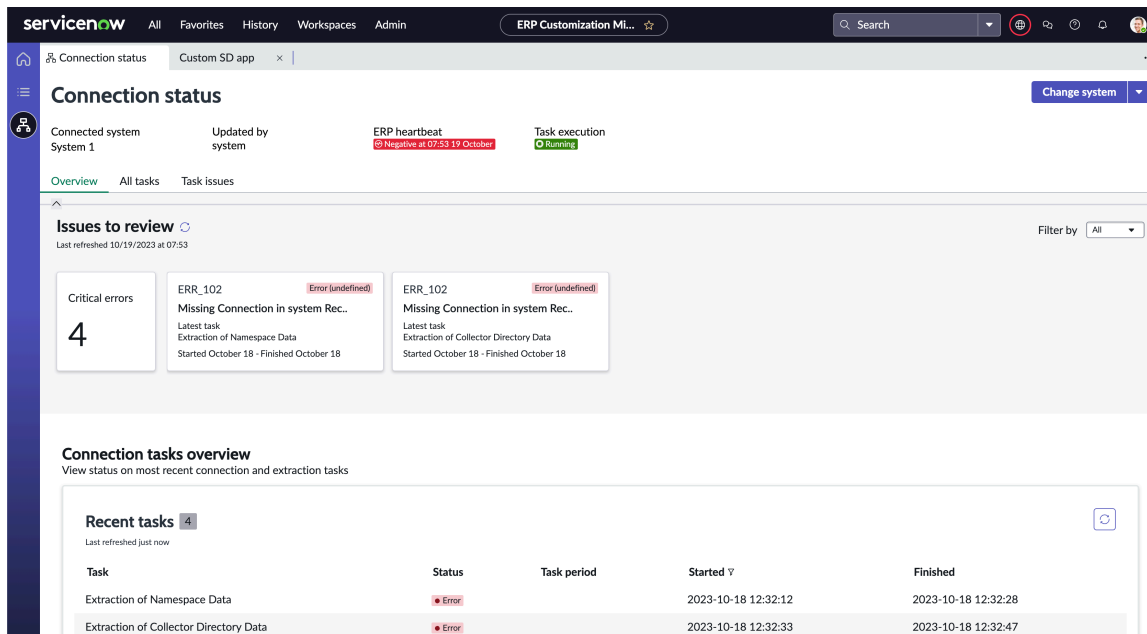 servicenow All Favorites History Workspaces Admin ERP Customization Mi... Search
Connection status Custom SD app ×
Connection status Change system
Connected system Updated by ERP heartbeat Task execution
System 1 system Negative at 07:53 19 October Running
Overview All tasks Task issues
Issues to review Filter by All
Last refreshed 10/19/2023 at 07:53
Critical errors
4
ERR_102 Error (undefined)
Missing Connection in system Rec..
Latest task
Extraction of Namespace Data
Started October 18 - Finished October 18
ERR_102 Error (undefined)
Missing Connection in system Rec..
Latest task
Extraction of Collector Directory Data
Started October 18 - Finished October 18
Connection tasks overview
View status on most recent connection and extraction tasks
Recent tasks 4
Last refreshed just now
Task Status Task period Started Finished
Extraction of Namespace Data Error 2023-10-18 12:32:12 2023-10-18 12:32:28
Extraction of Collector Directory Data Error 2023-10-18 12:32:33 2023-10-18 12:32:47